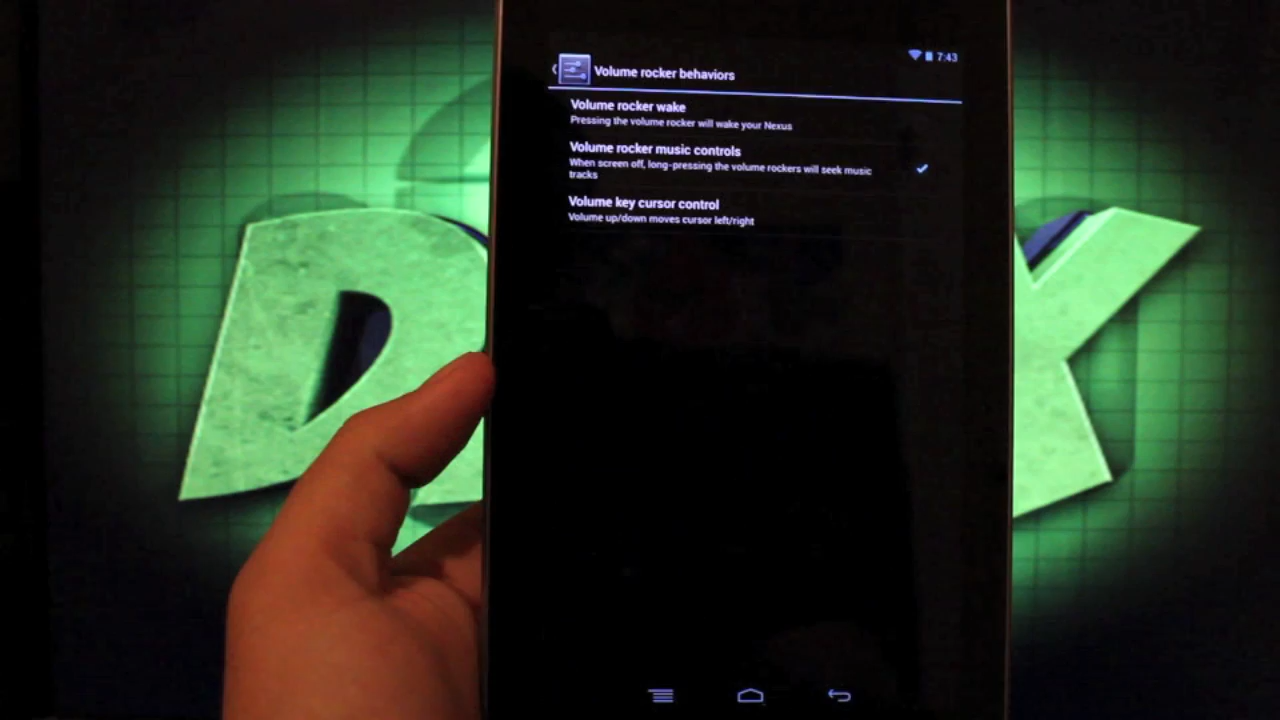 7:43
Volume rocker behaviors
Volume rocker wake
Pressing the volume rocker will wake your Nexus
Volume rocker music controls
When screen off, long-pressing the volume rockers will seek music
tracks
Volume key cursor control
Volume up/down moves cursor left/right
D
K